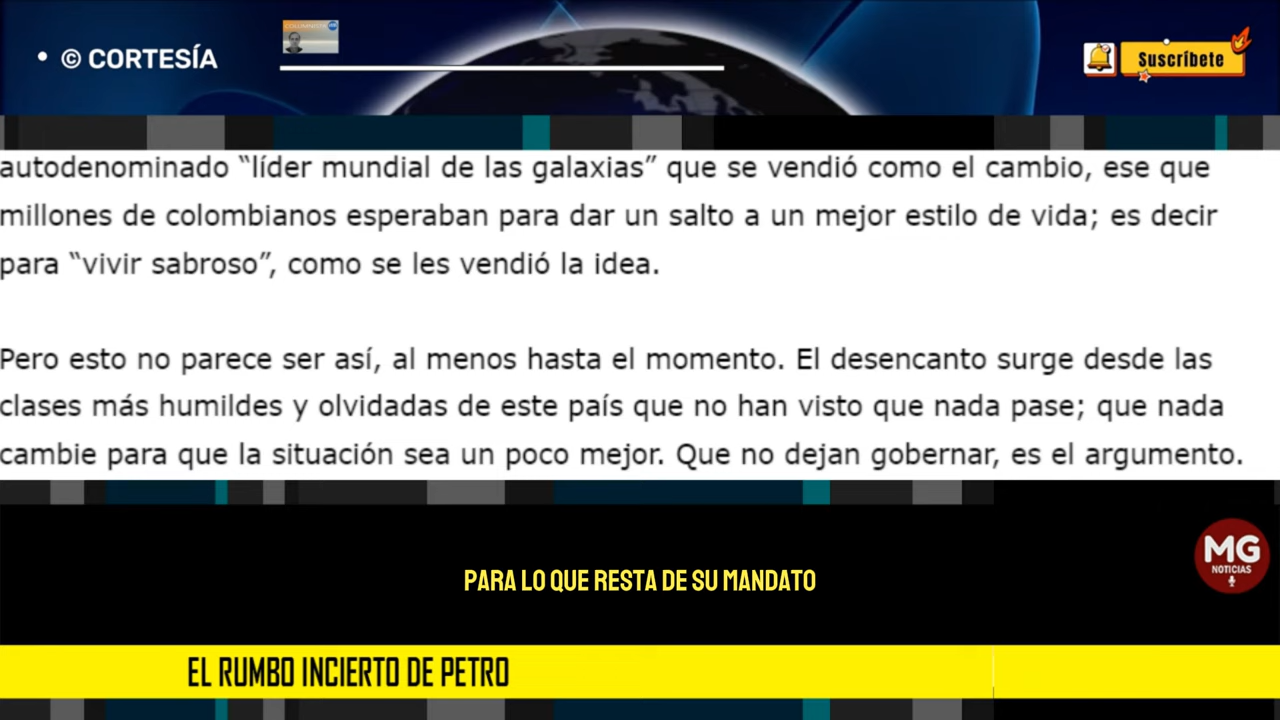 • © CORTESÍA
COLUMNISTA
Suscríbete
autodenominado “líder mundial de las galaxias” que se vendió como el cambio, ese que
millones de colombianos esperaban para dar un salto a un mejor estilo de vida; es decir
para “vivir sabroso”, como se les vendió la idea.
Pero esto no parece ser así, al menos hasta el momento. El desencanto surge desde las
clases más humildes y olvidadas de este país que no han visto que nada pase; que nada
cambie para que la situación sea un poco mejor. Que no dejan gobernar, es el argumento.
MG
NOTICIAS
PARA LO QUE RESTA DE SU MANDATO
EL RUMBO INCIERTO DE PETRO